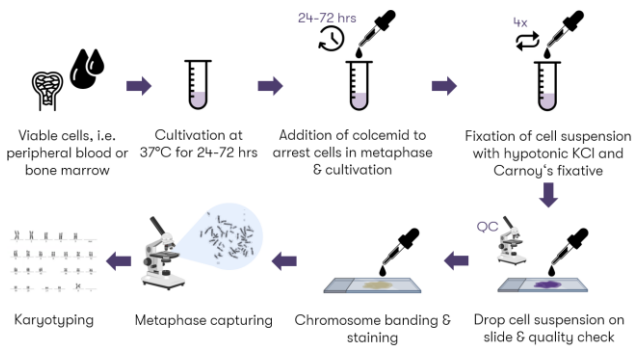 24-72 hrs
4x
Viable cells, i.e.
peripheral blood or
bone marrow
Cultivation at
37°C for 24-72 hrs
Addition of colcemid to
arrest cells in metaphase
& cultivation
Fixation of cell suspension
with hypotonic KCl and
Carnoy's fixative
QC
Karyotyping
Metaphase capturing
Chromosome banding &
staining
Drop cell suspension on
slide & quality check